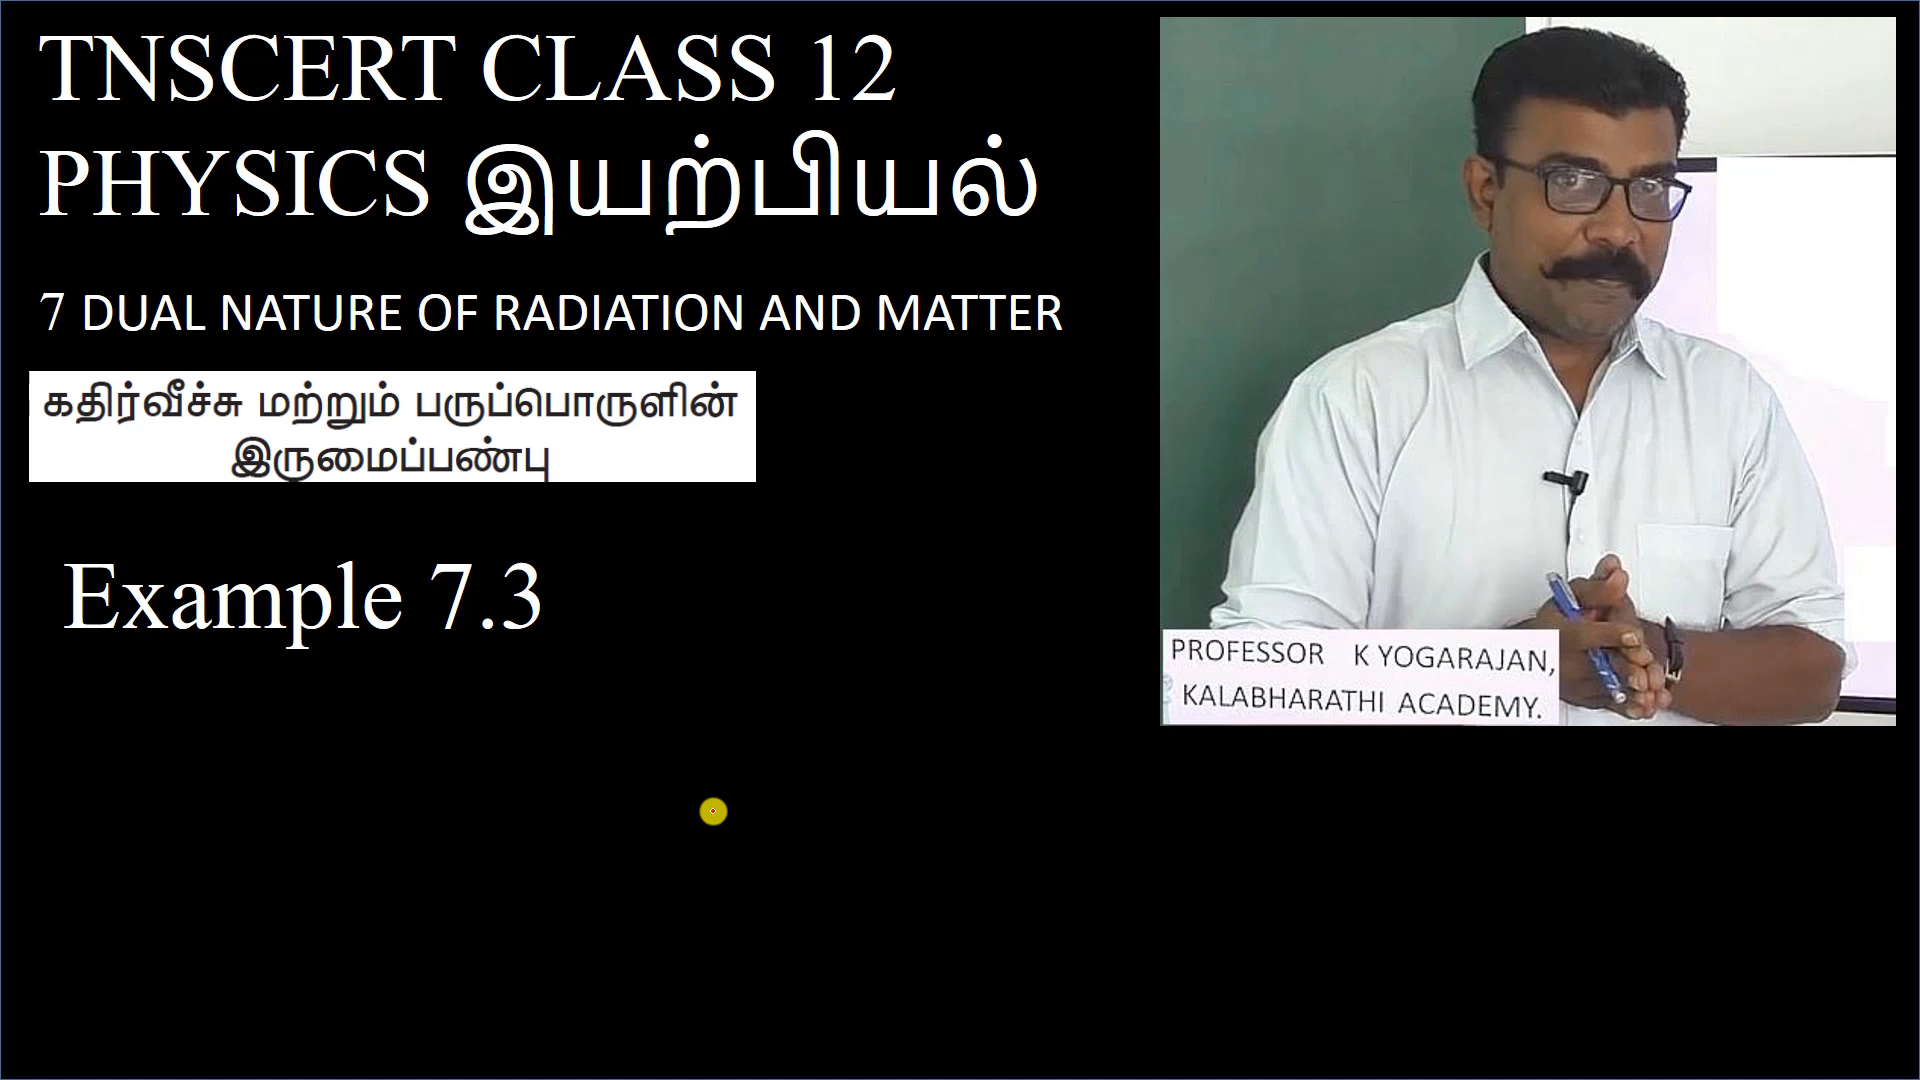 TNSCERT CLASS 12
PHYSICS இயற்பியல்
7 DUAL NATURE OF RADIATION AND MATTER
கதிர்வீச்சு மற்றும் பருப்பொருளின்
இருமைப்பண்பு
Example 7.3
PROFESSOR K YOGARAJAN,
KALABHARATHI ACADEMY.